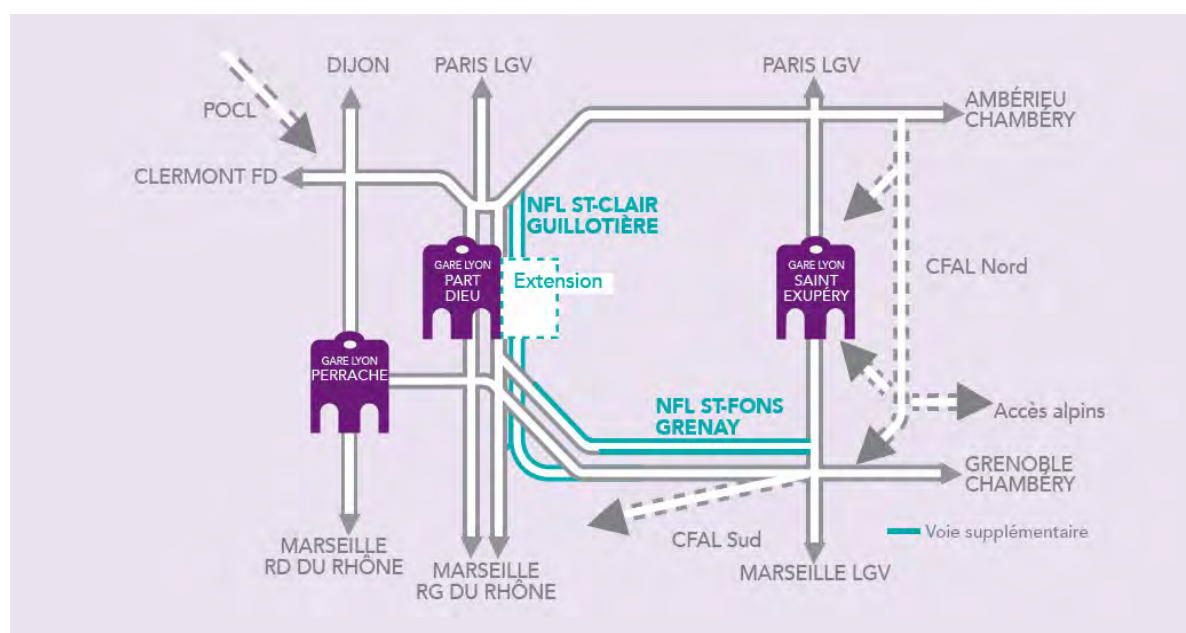 DIJON
PARIS LGV
PARIS LGV
POCL
AMBÉRIEU
CHAMBÉRY
CLERMONT FD
NFL ST-CLAIR
GUILLOTIÈRE
GARE LYON
PART
DIEU
Extension
GARE LYON
SAINT
EXUPÉRY
CFAL Nord
GARE LYON
PERRACHE
NFL ST-FONS
GRENAY
Accès alpins
GRENOBLE
CHAMBÉRY
CFAL Sud
Voie supplémentaire
MARSEILLE
RD DU RHÔNE
MARSEILLE
RG DU RHÔNE
MARSEILLE LGV